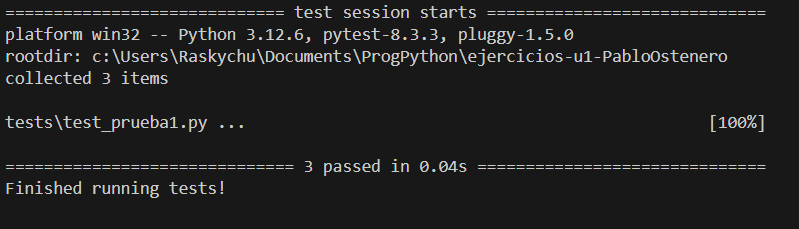 ============================= test session starts =============================
platform win32 -- Python 3.12.6, pytest-8.3.3, pluggy-1.5.0
rootdir: c:\Users\Raskychu\Documents\ProgPython\ejercicios-u1-PabloOstenero
collected 3 items
tests\test_prueba1.py ... [100%]
============================== 3 passed in 0.04s ==============================
Finished running tests!